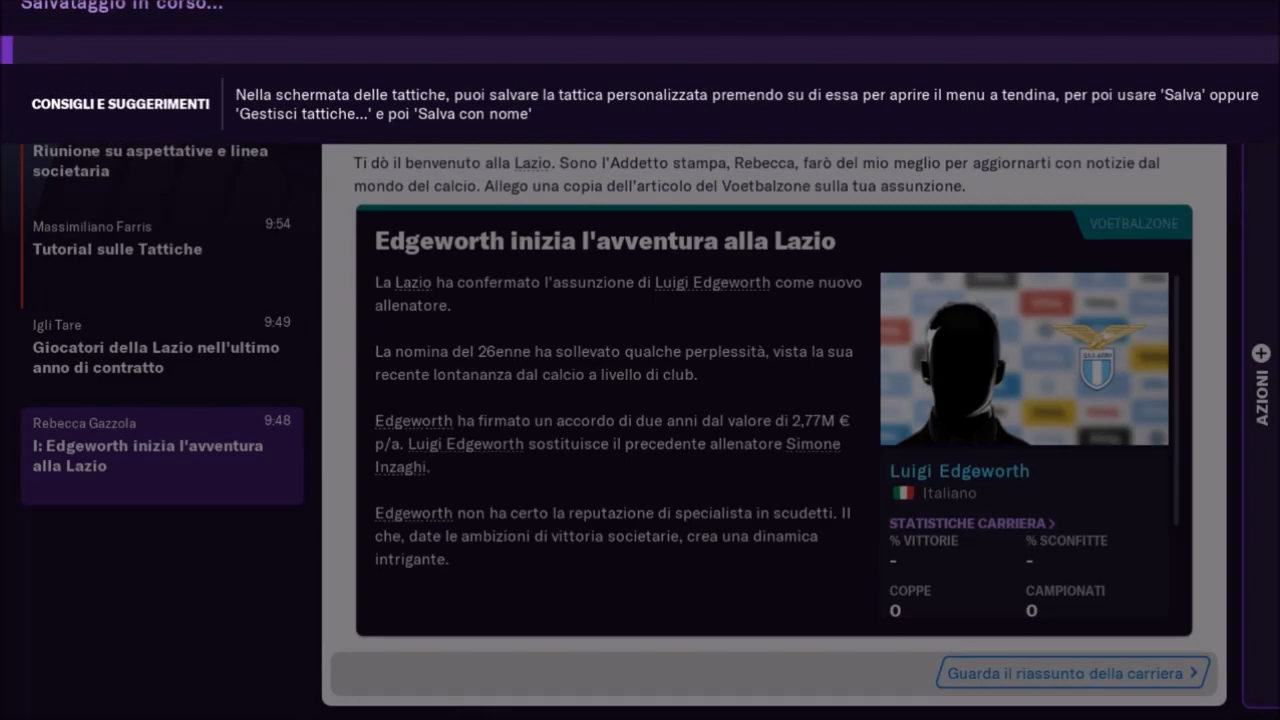 Salvataggio in corso...
CONSIGLI E SUGGERIMENTI
Nella schermata delle tattiche, puoi salvare la tattica personalizzata premendo su di essa per aprire il menu a tendina, per poi usare 'Salva' oppure
'Gestisci tattiche...' e poi 'Salva con nome'
Riunione su aspettative e linea
societaria
Massimiliano Farris 9:54
Tutorial sulle Tattiche
Igli Tare 9:49
Giocatori della Lazio nell'ultimo
anno di contratto
Rebecca Gazzola 9:48
I: Edgeworth inizia l'avventura
alla Lazio
Ti dò il benvenuto alla Lazio. Sono l'Addetto stampa, Rebecca, farò del mio meglio per aggiornarti con notizie dal
mondo del calcio. Allego una copia dell'articolo del Voetbalzone sulla tua assunzione.
VOETBALZONE
Edgeworth inizia l'avventura alla Lazio
La Lazio ha confermato l'assunzione di Luigi Edgeworth come nuovo
allenatore.
La nomina del 26enne ha sollevato qualche perplessità, vista la sua
recente lontananza dal calcio a livello di club.
Edgeworth ha firmato un accordo di due anni dal valore di 2,77M €
p/a. Luigi Edgeworth sostituisce il precedente allenatore Simone
Inzaghi.
Edgeworth non ha certo la reputazione di specialista in scudetti. Il
che, date le ambizioni di vittoria societarie, crea una dinamica
intrigante.
Luigi Edgeworth
Italiano
STATISTICHE CARRIERA >
% VITTORIE % SCONFITTE
- -
COPPE CAMPIONATI
0 0
Guarda il riassunto della carriera >
AZIONI